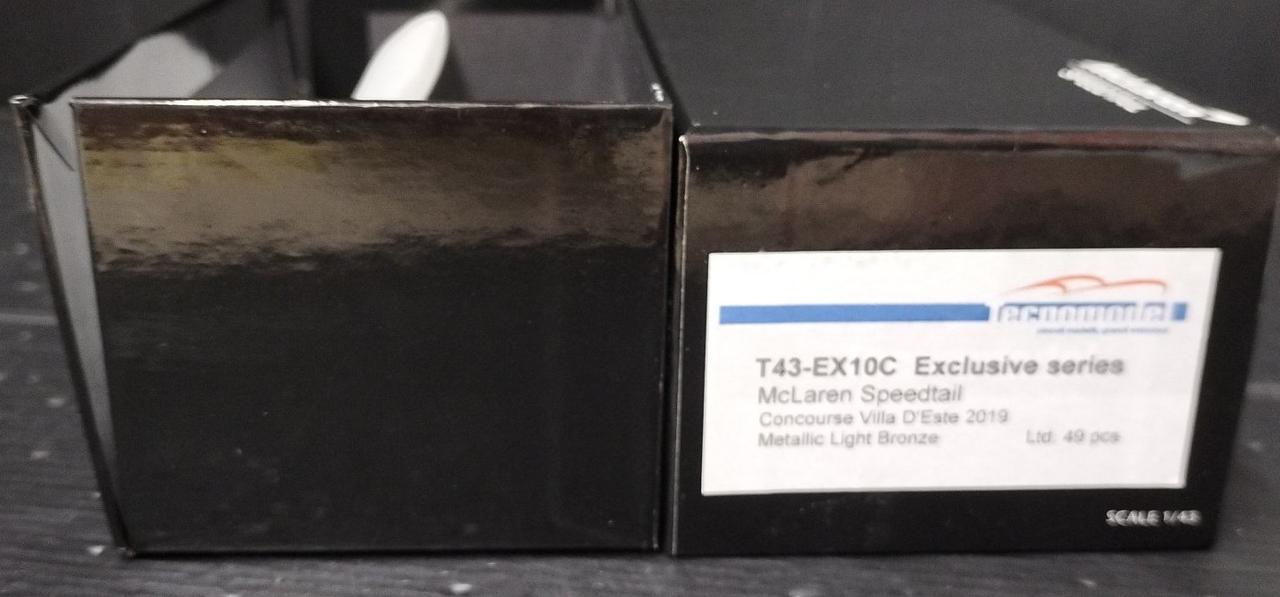 Tecnomodel
T43-EX10C Exclusive series
McLaren Speedtail
Concourse Villa D'Este 2019
Metallic Light Bronze Ltd: 49 pcs
SCALE 1/43